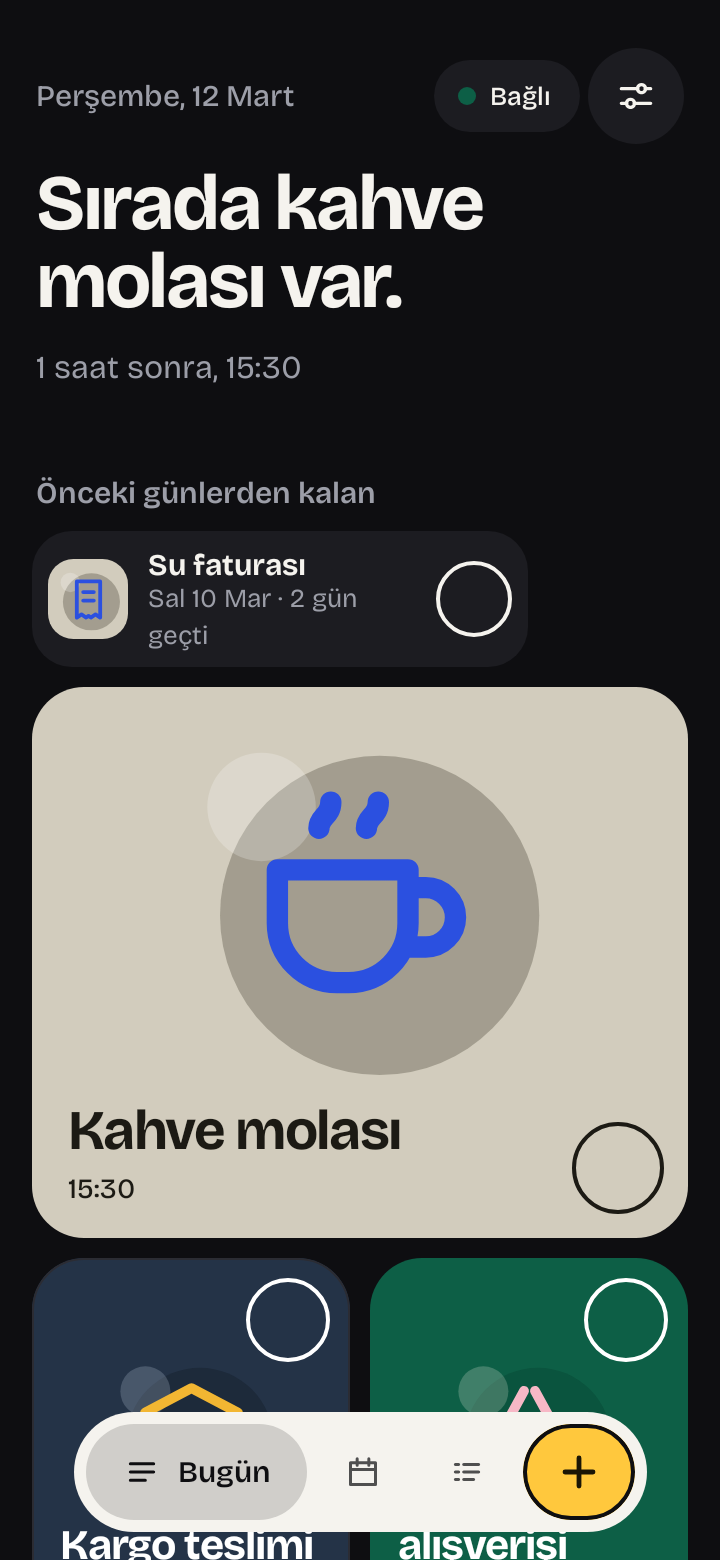 Perşembe, 12 Mart
Bağlı
Sırada kahve
molası var.
1 saat sonra, 15:30
Önceki günlerden kalan
Su faturası
Sal 10 Mar · 2 gün
geçti
Kahve molası
15:30
Bugün
Kargo teslimi
alışverişi